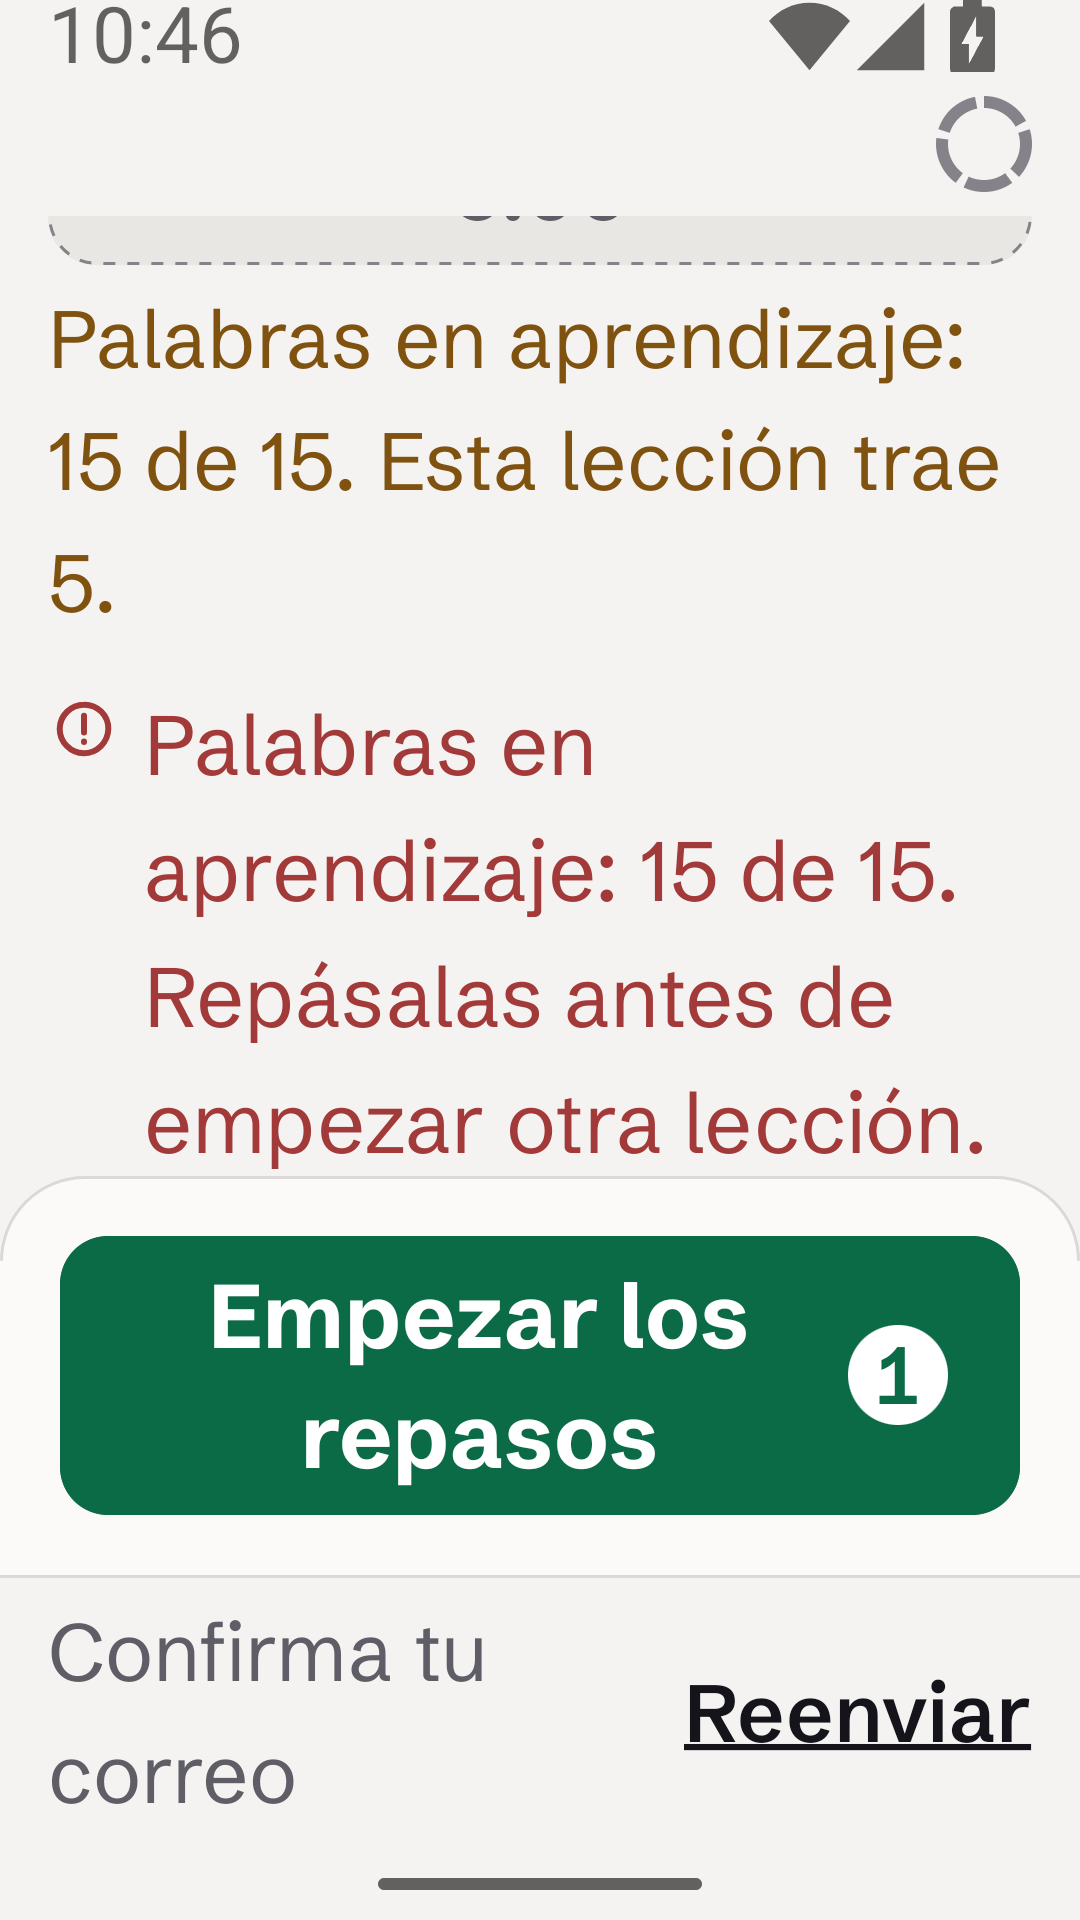 10:46
Palabras en aprendizaje:
15 de 15. Esta lección trae
5.
Palabras en
aprendizaje: 15 de 15.
Repásalas antes de
empezar otra lección.
Empezar los
repasos
1
Confirma tu
correo
Reenviar